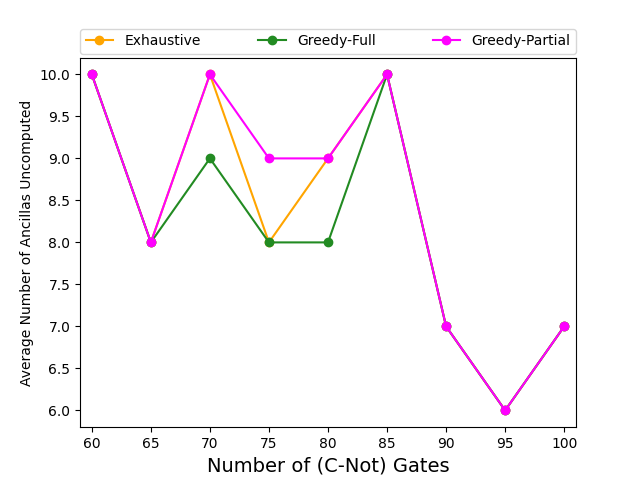 Exhaustive Greedy-Full Greedy-Partial
10.0
9.5
9.0
8.5
8.0
7.5
7.0
6.5
6.0
Average Number of Ancillas Uncomputed
60 65 70 75 80 85 90 95 100
Number of (C-Not) Gates